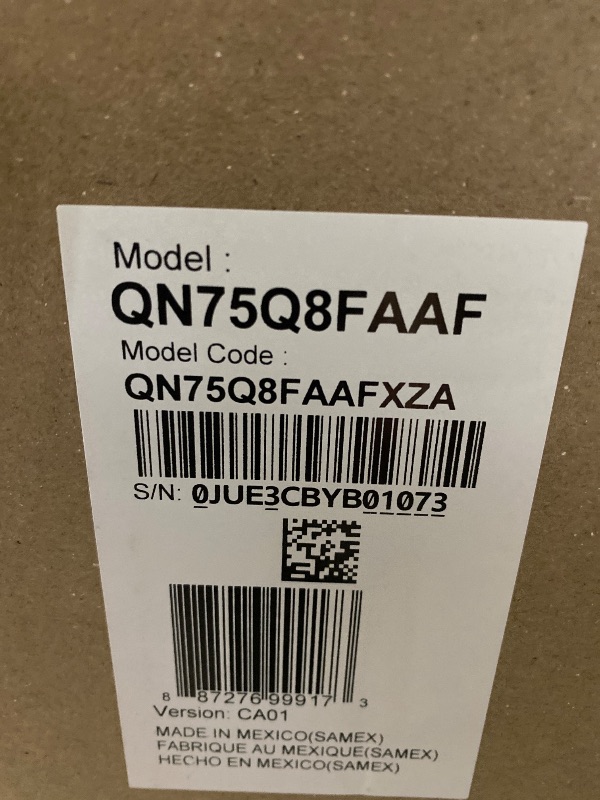 Model :
QN75Q8FAAF
Model Code :
QN75Q8FAAFXZA
S/N: 0JUE3CBYB01073
8 87276 99917 3
Version: CA01
MADE IN MEXICO(SAMEX)
FABRIQUE AU MEXIQUE(SAMEX)
HECHO EN MEXICO(SAMEX)